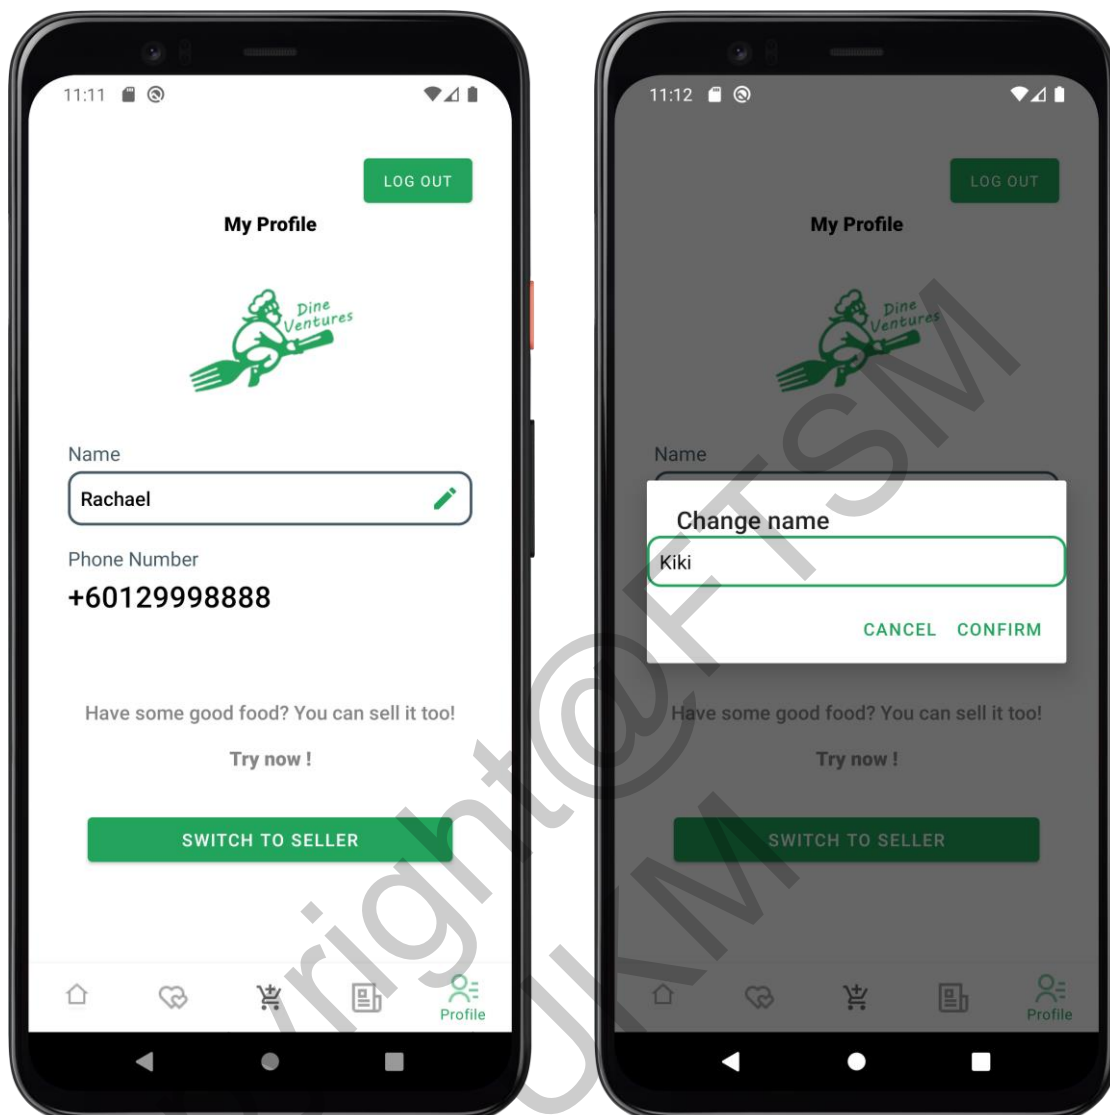 11:11
LOG OUT
My Profile
Dine
Ventures
Name
Rachael
Phone Number
+60129998888
Have some good food? You can sell it too!
Try now !
SWITCH TO SELLER
Profile
11:12
LOG OUT
My Profile
Dine
Ventures
Name
Change name
Kiki
CANCEL CONFIRM
Have some good food? You can sell it too!
Try now !
SWITCH TO SELLER
Profile
yright@FTSM
UKM